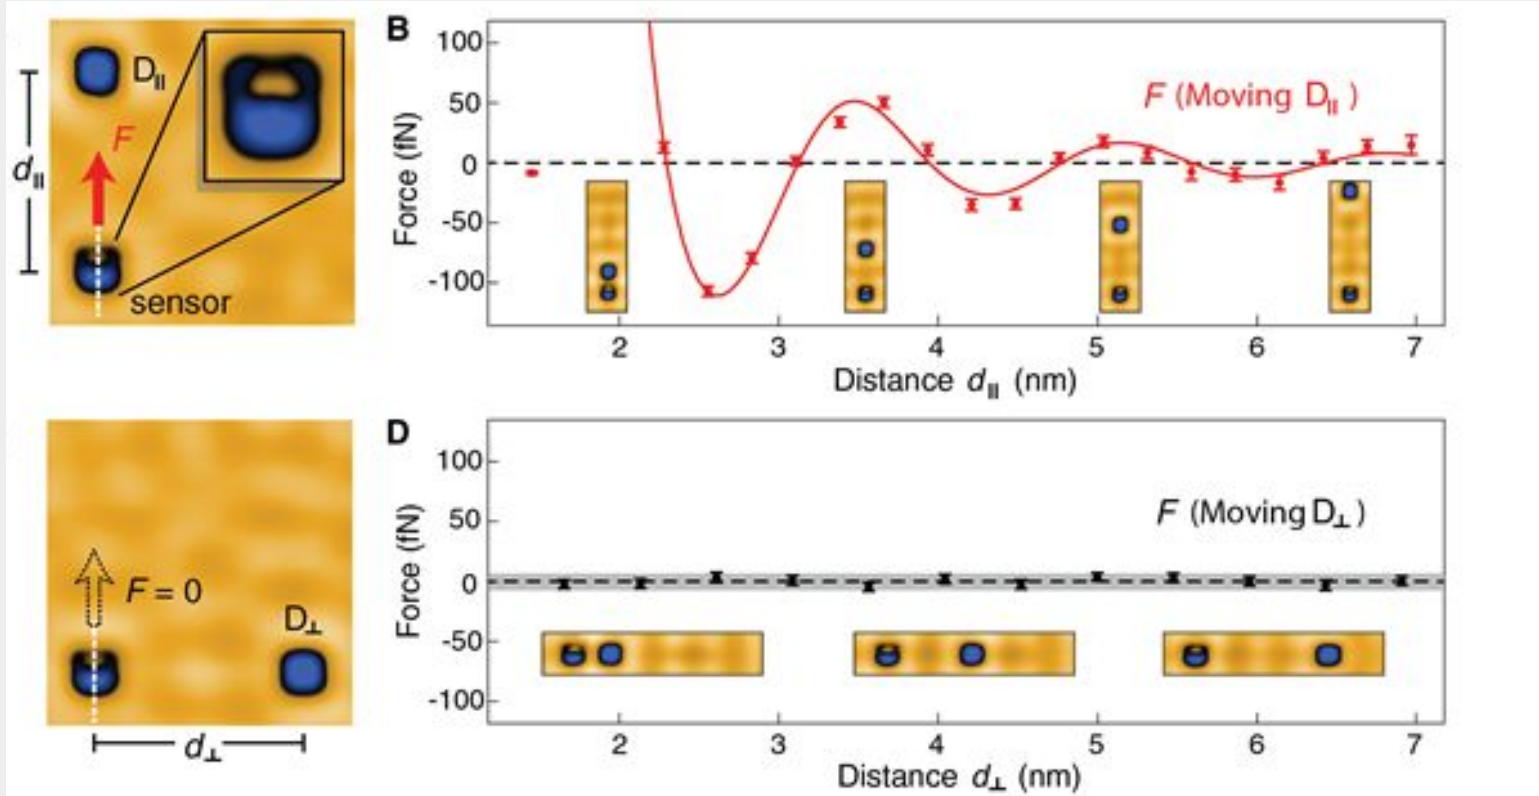 D||
F
d||
sensor
B
100
50
0
-50
-100
Force (fN)
F (Moving D|| )
2 3 4 5 6 7
Distance d|| (nm)
F = 0
D⊥
d⊥
D
100
50
0
-50
-100
Force (fN)
F (Moving D⊥ )
2 3 4 5 6 7
Distance d⊥ (nm)